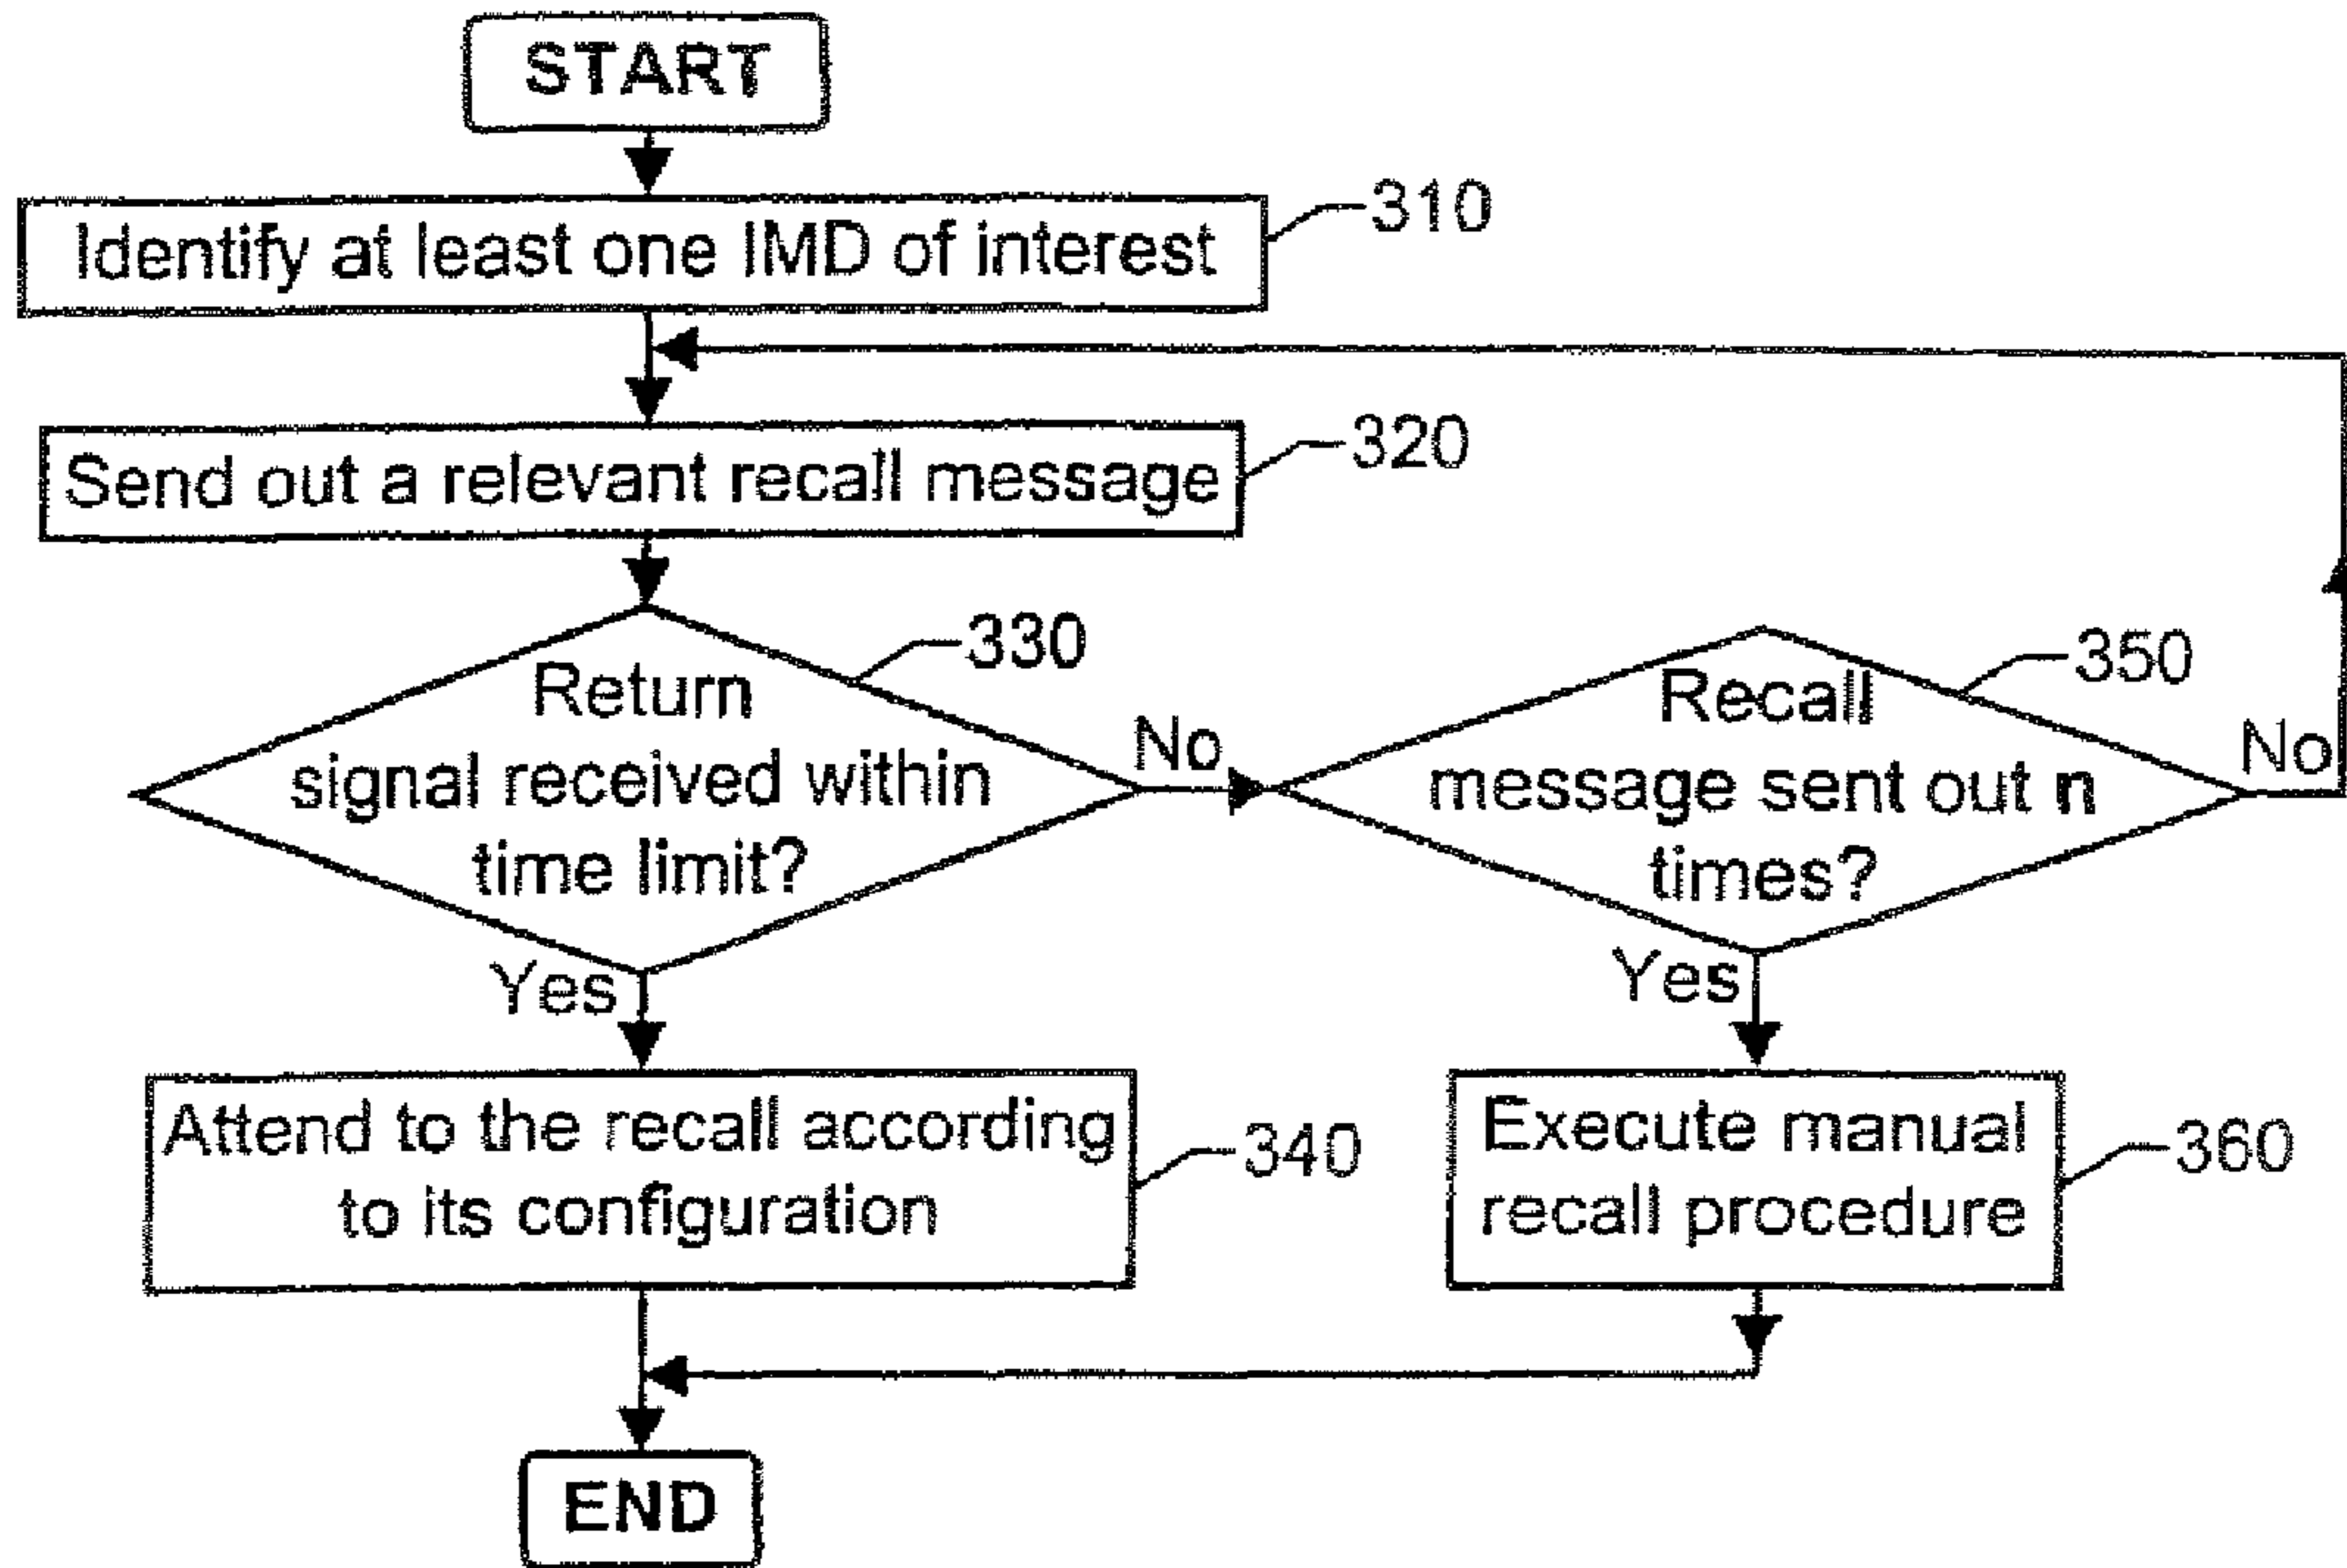 START
Identify at least one IMD of interest
310
Send out a relevant recall message
320
Return
signal received within
time limit?
330
No
Yes
Recall
message sent out n
times?
350
No
Yes
Attend to the recall according
to its configuration
340
Execute manual
recall procedure
360
END